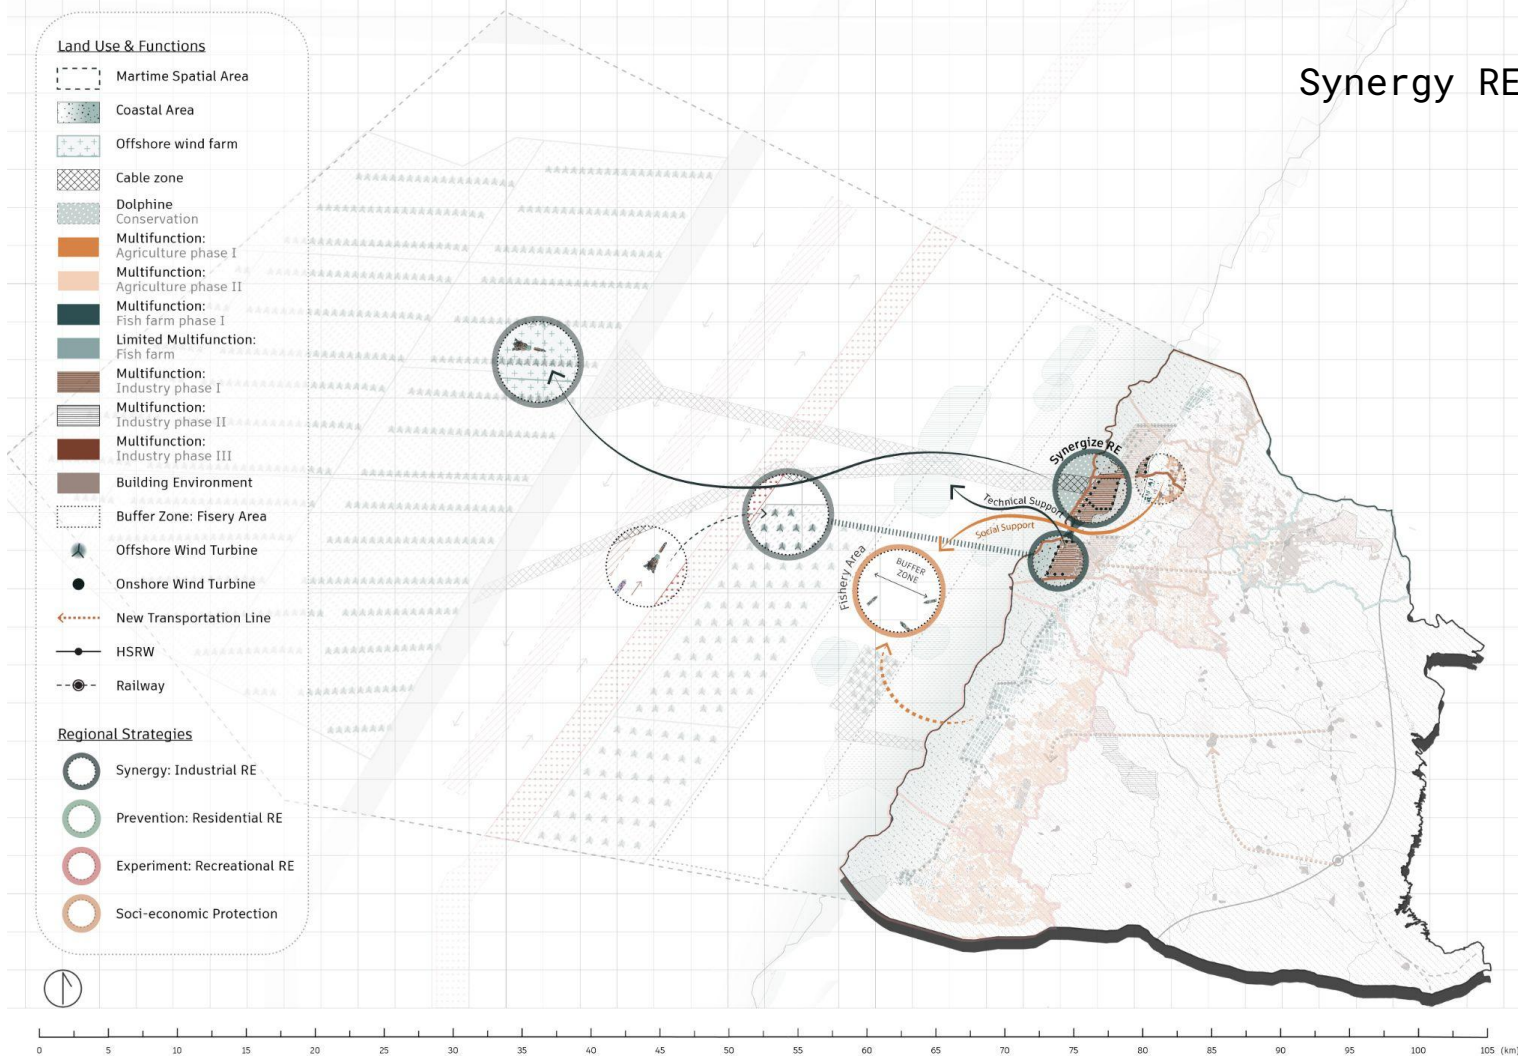 Synergy RE
Land Use & Functions
Martime Spatial Area
Coastal Area
Offshore wind farm
Cable zone
Dolphine
Conservation
Multifunction:
Agriculture phase I
Multifunction:
Agriculture phase II
Multifunction:
Fish farm phase I
Limited Multifunction:
Fish farm
Multifunction:
Industry phase I
Multifunction:
Industry phase II
Multifunction:
Industry phase III
Building Environment
Buffer Zone: Fisery Area
Offshore Wind Turbine
Onshore Wind Turbine
New Transportation Line
HSRW
Railway
Regional Strategies
Synergy: Industrial RE
Prevention: Residential RE
Experiment: Recreational RE
Soci-economic Protection
Synergize RE
Technical Support
Social Support
Fishery Area
BUFFER
ZONE
0 5 10 15 20 25 30 35 40 45 50 55 60 65 70 75 80 85 90 95 100 105 (km)